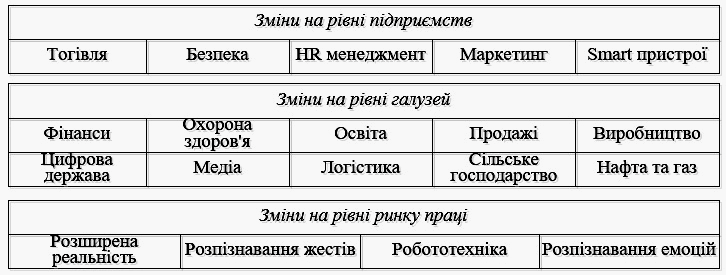 Зміни на рівні підприємств
Тогівля Безпека HR менеджмент Маркетинг Smart пристрої
Зміни на рівні галузей
Фінанси Охорона здоров'я Освіта Продажі Виробництво
Цифрова держава Медіа Логістика Сільське господарство Нафта та газ
Зміни на рівні ринку праці
Розширена реальність Розпізнавання жестів Робототехніка Розпізнавання емоцій